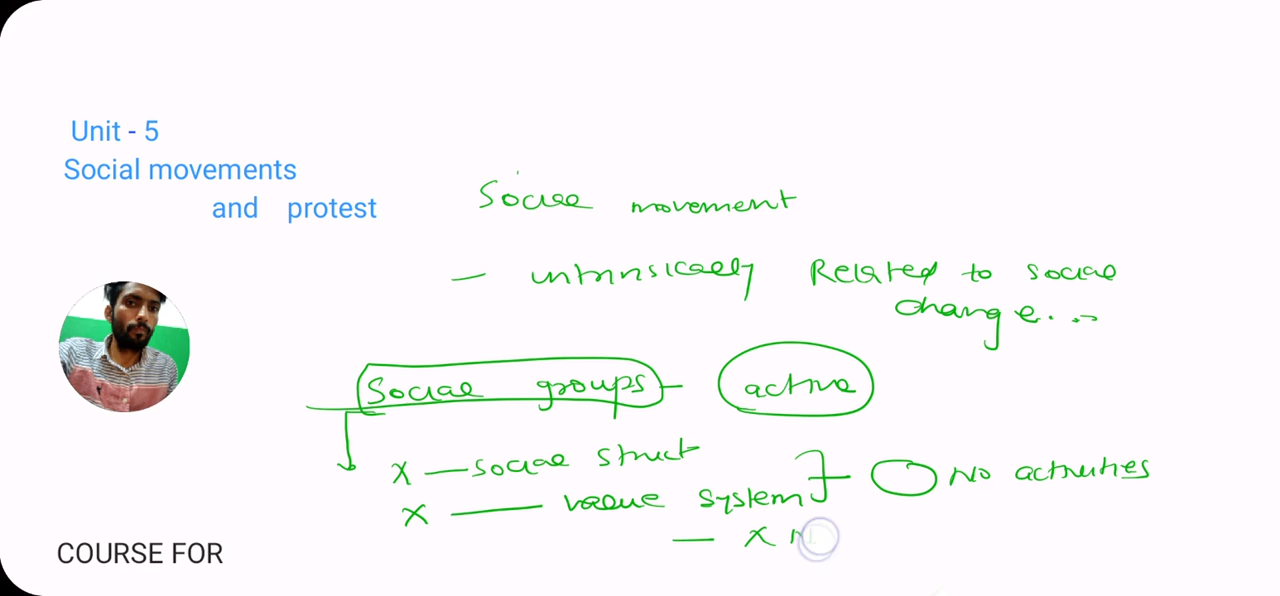 Unit - 5
Social movements
and protest
Social movement
— intrinsically Related to social
change...
Social groups — active
x — social struct
x — value system
No activities
— x
COURSE FOR